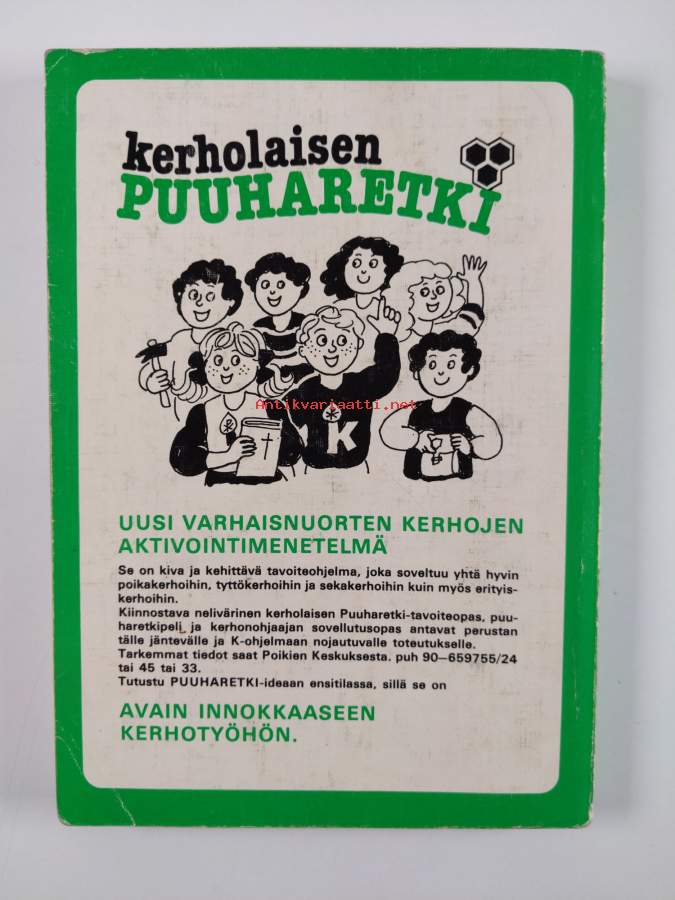 kerholaisen
PUUHARETKI
Antikvariaatti.net
K
UUSI VARHAISNUORTEN KERHOJEN
AKTIVOINTIMENETELMÄ
Se on kiva ja kehittävä tavoiteohjelma, joka soveltuu yhtä hyvin
poikakerhoihin, tyttökerhoihin ja sekakerhoihin kuin myös erityis-
kerhoihin.
Kiinnostava nelivärinen kerholaisen Puuharetki-tavoiteopas, puu-
haretkipeli ja kerhonohjaajan sovellutusopas antavat perustan
tälle jäntevälle ja K-ohjelmaan nojautuvalle toteutukselle.
Tarkemmat tiedot saat Poikien Keskuksesta. puh 90–659755/24
tai 45 tai 33.
Tutustu PUUHARETKI-ideaan ensitilassa, sillä se on
AVAIN INNOKKAASEEN
KERHOTYÖHÖN.